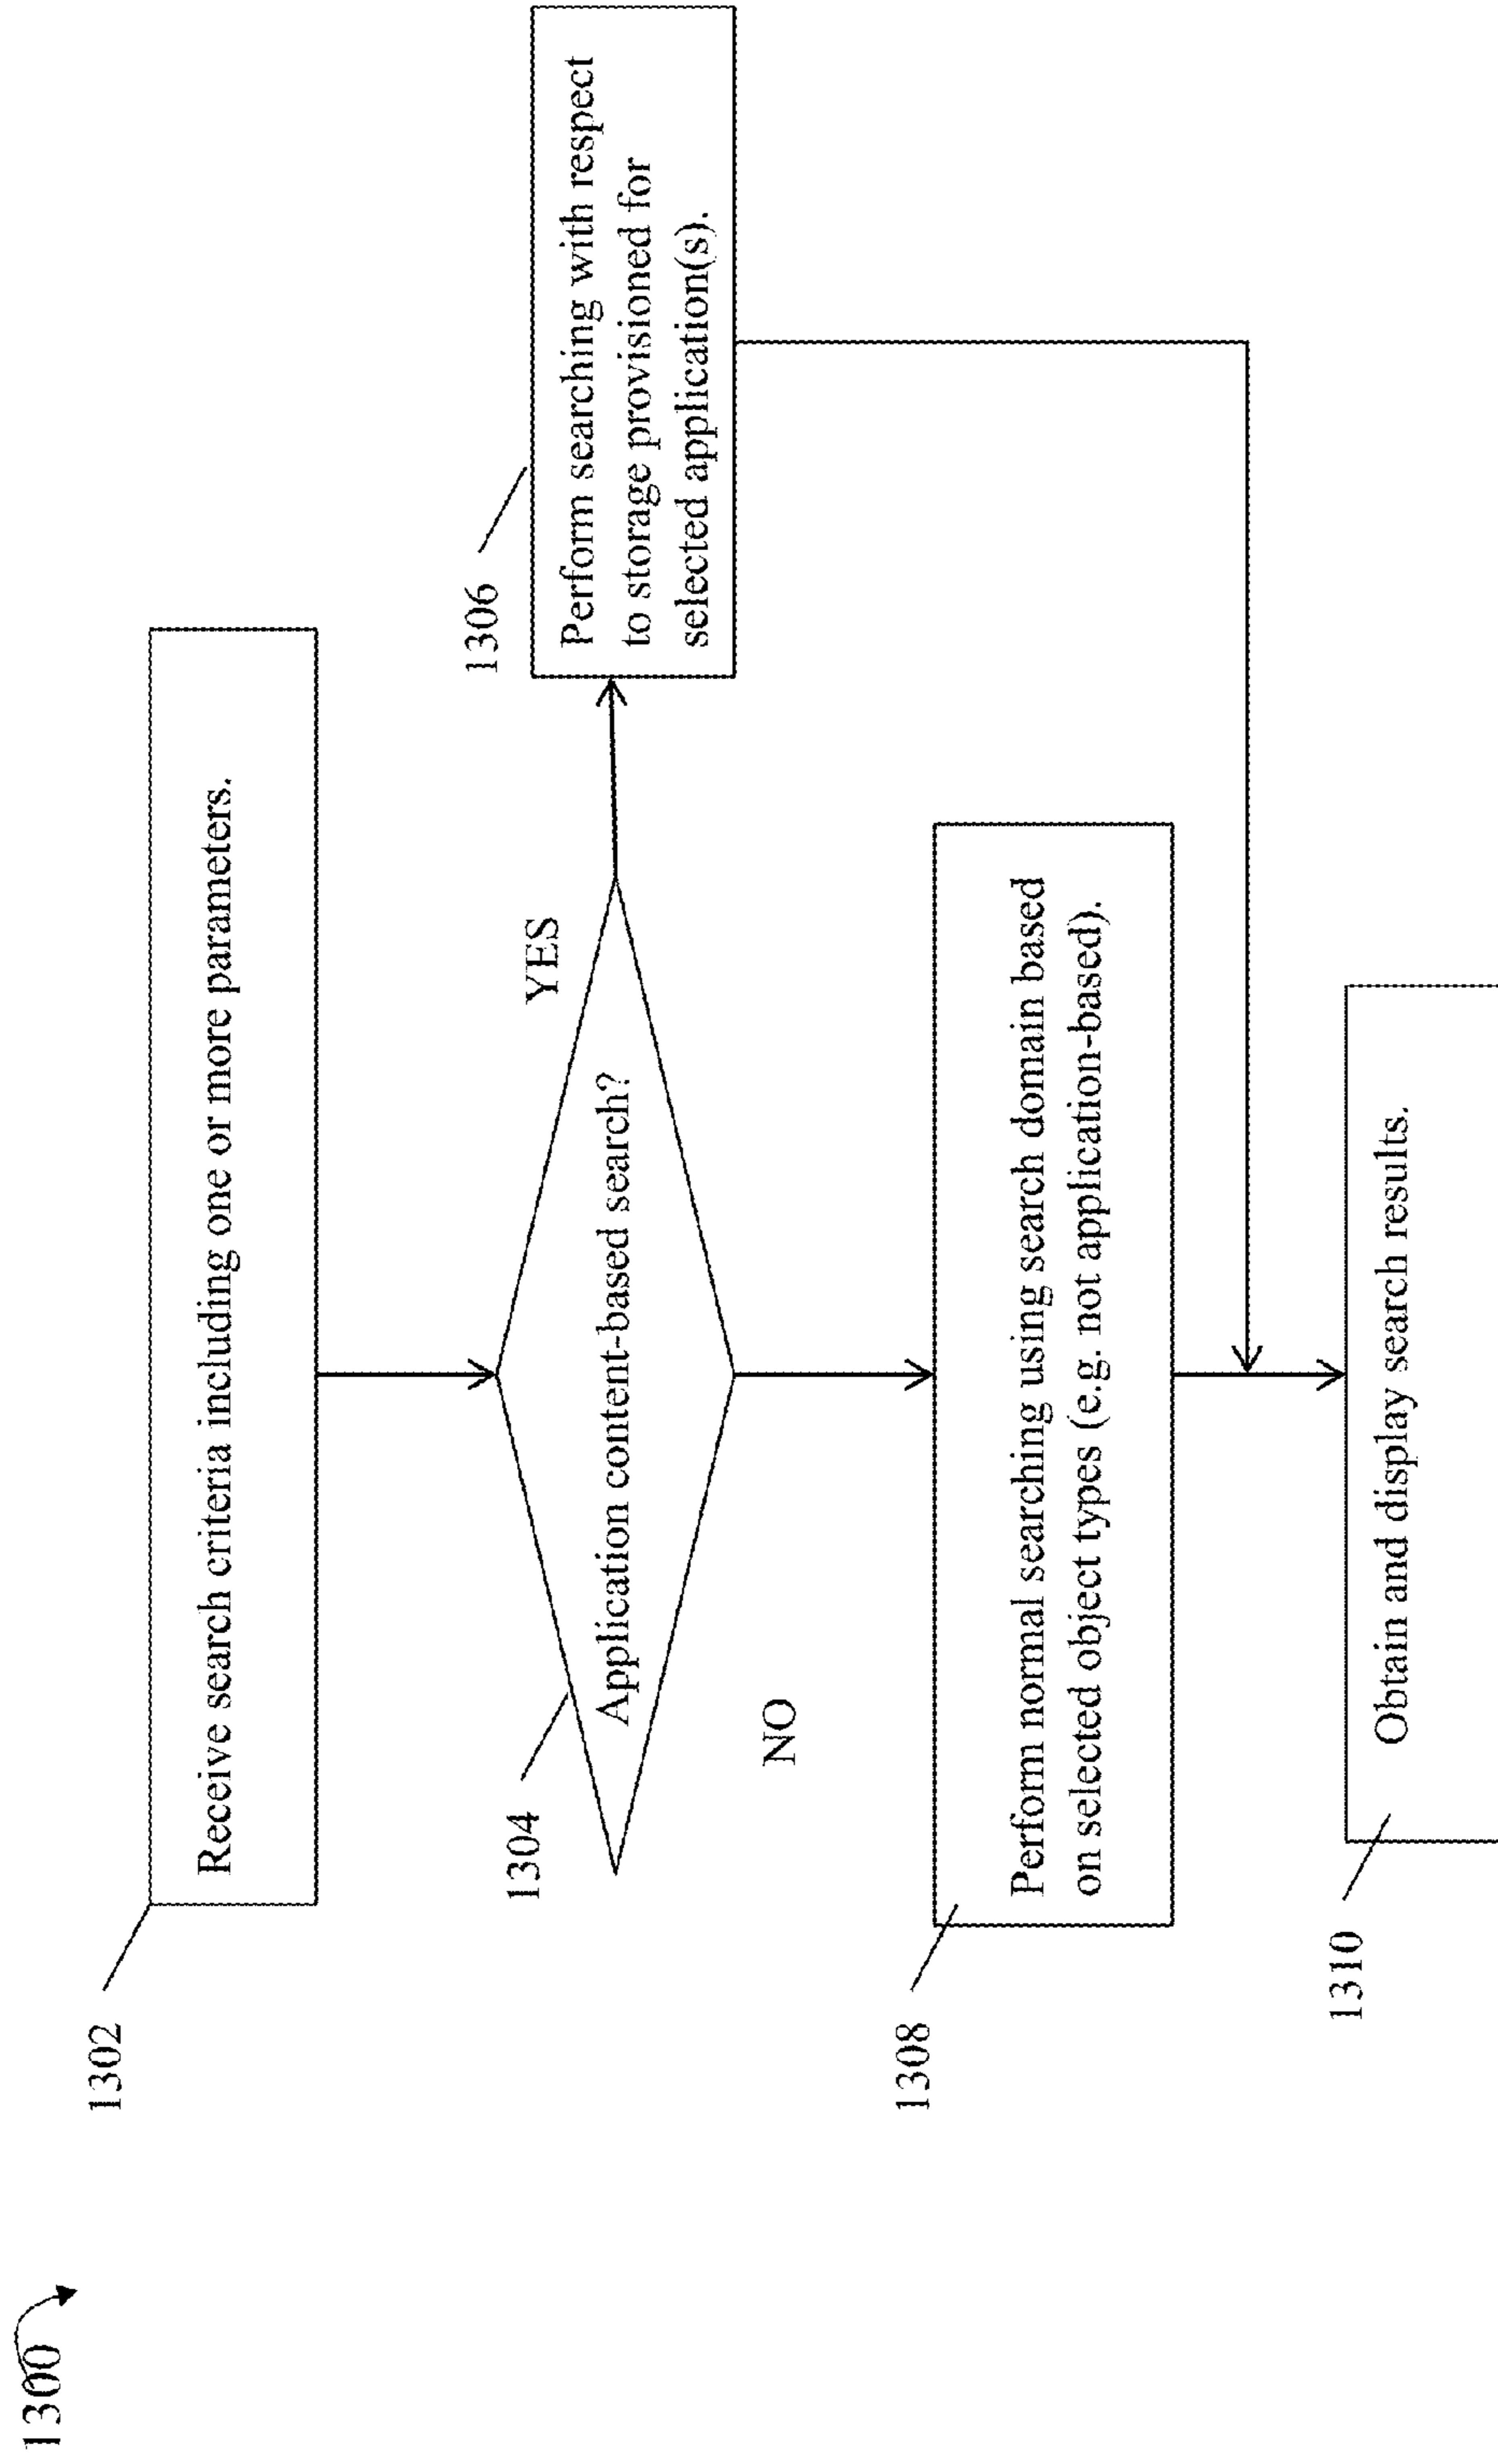 1300
1302
Receive search criteria including one or more parameters.
1304
Application content-based search?
YES
1306
Perform searching with respect
to storage provisioned for
selected application(s).
NO
1308
Perform normal searching using search domain based
on selected object types (e.g. not application-based).
1310
Obtain and display search results.